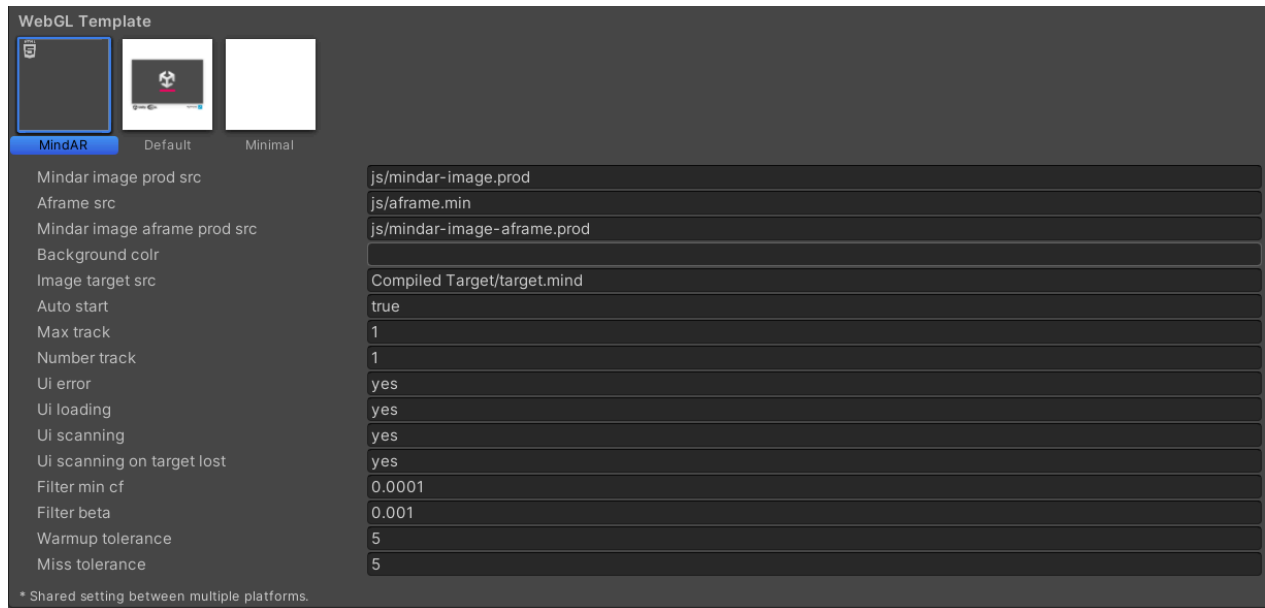 WebGL Template
MindAR Default Minimal
Mindar image prod src js/mindar-image.prod
Aframe src js/aframe.min
Mindar image aframe prod src js/mindar-image-aframe.prod
Background colr
Image target src Compiled Target/target.mind
Auto start true
Max track 1
Number track 1
Ui error yes
Ui loading yes
Ui scanning yes
Ui scanning on target lost yes
Filter min cf 0.0001
Filter beta 0.001
Warmup tolerance 5
Miss tolerance 5
* Shared setting between multiple platforms.